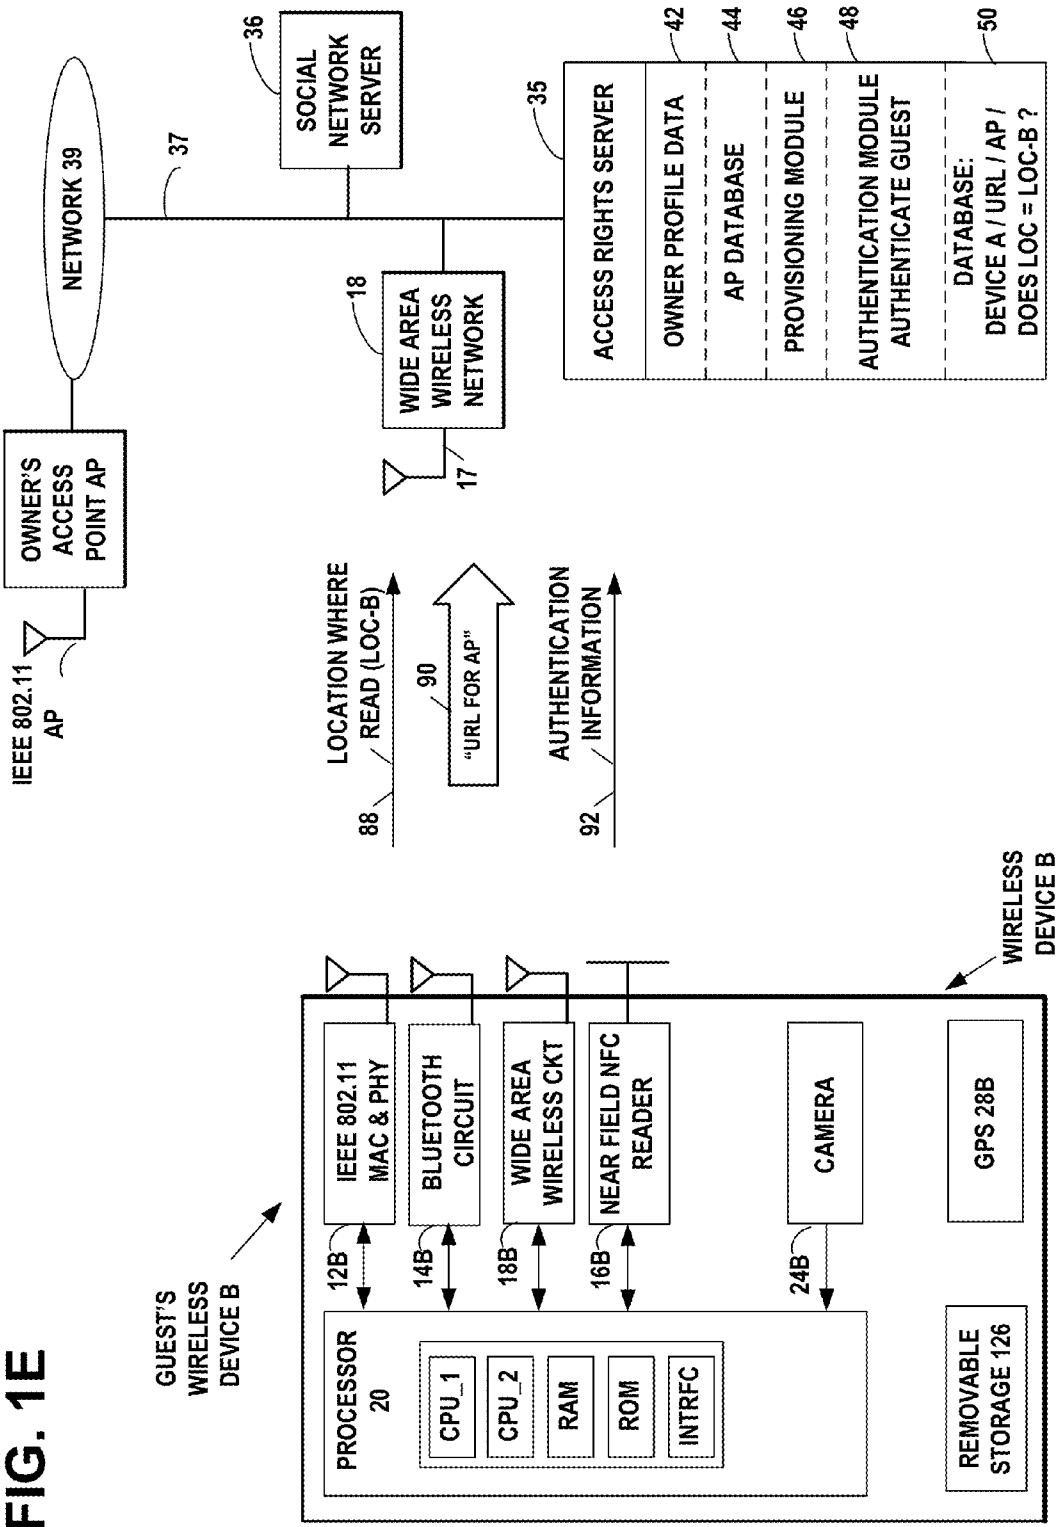 FIG. 1E
GUEST'S
WIRELESS
DEVICE B
PROCESSOR
20
CPU_1
CPU_2
RAM
ROM
INTRFC
REMOVABLE
STORAGE 126
12B
14B
18B
16B
24B
IEEE 802.11
MAC & PHY
BLUETOOTH
CIRCUIT
WIDE AREA
WIRELESS CKT
NEAR FIELD NFC
READER
CAMERA
GPS 28B
WIRELESS
DEVICE B
88
LOCATION WHERE
READ (LOC-B)
90
"URL FOR AP"
92
AUTHENTICATION
INFORMATION
IEEE 802.11
AP
OWNER'S
ACCESS
POINT AP
NETWORK 39
37
36
SOCIAL
NETWORK
SERVER
17
18
WIDE AREA
WIRELESS
NETWORK
35
ACCESS RIGHTS SERVER
OWNER PROFILE DATA
42
AP DATABASE
44
PROVISIONING MODULE
46
AUTHENTICATION MODULE
AUTHENTICATE GUEST
48
DATABASE:
DEVICE A / URL / AP /
DOES LOC = LOC-B ?
50